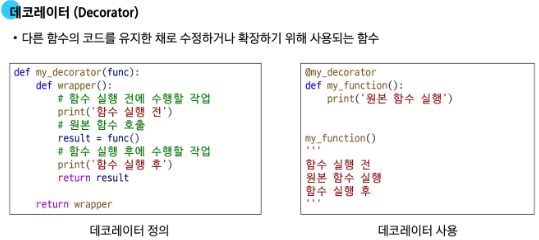 데코레이터 (Decorator)
• 다른 함수의 코드를 유지한 채로 수정하거나 확장하기 위해 사용되는 함수
def my_decorator(func):
    def wrapper():
        # 함수 실행 전에 수행할 작업
        print('함수 실행 전')
        # 원본 함수 호출
        result = func()
        # 함수 실행 후에 수행할 작업
        print('함수 실행 후')
        return result
    return wrapper
데코레이터 정의
@my_decorator
def my_function():
    print('원본 함수 실행')
my_function()
'''
함수 실행 전
원본 함수 실행
함수 실행 후
'''
데코레이터 사용